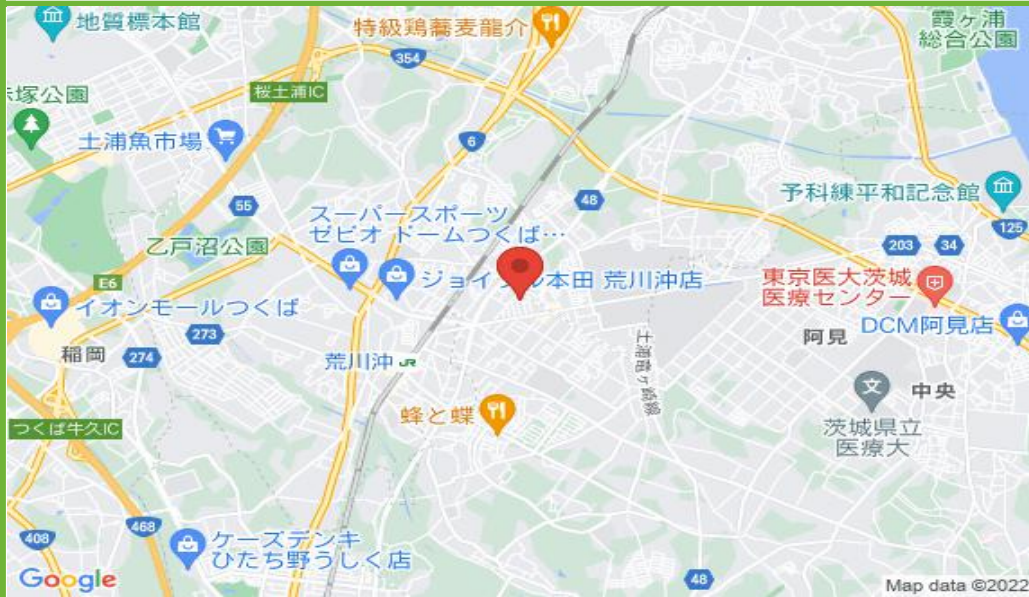 地質標本館
特級鶏蕎麦龍介
霞ヶ浦
総合公園
354
桜土浦IC
塚公園
土浦魚市場
6
55
48
予科練平和記念館
125
スーパースポーツ
ゼビオ ドームつくば…
203
34
乙戸沼公園
E6
ジョイフル本田 荒川沖店
東京医大茨城
医療センター
イオンモールつくば
DCM阿見店
273
稲岡
274
荒川沖 JR
土浦竜ヶ崎線
阿見
中央
蜂と蝶
つくば牛久IC
茨城県立
医療大
468
408
ケーズデンキ
ひたち野うしく店
48
Google
Map data ©2022